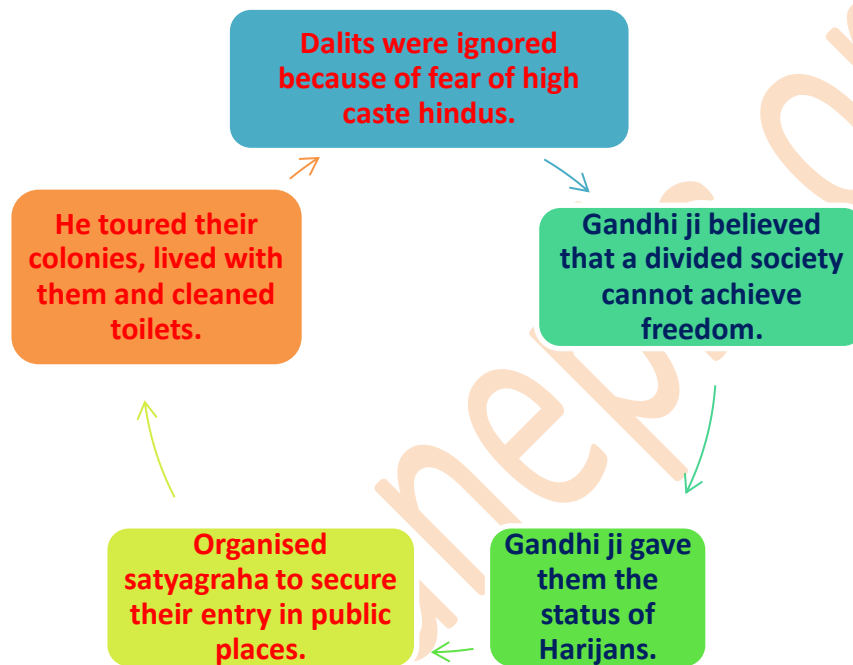 Dalits were ignored
because of fear of high
caste hindus.
Gandhi ji believed
that a divided society
cannot achieve
freedom.
Gandhi ji gave
them the
status of
Harijans.
Organised
satyagraha to secure
their entry in public
places.
He toured their
colonies, lived with
them and cleaned
toilets.